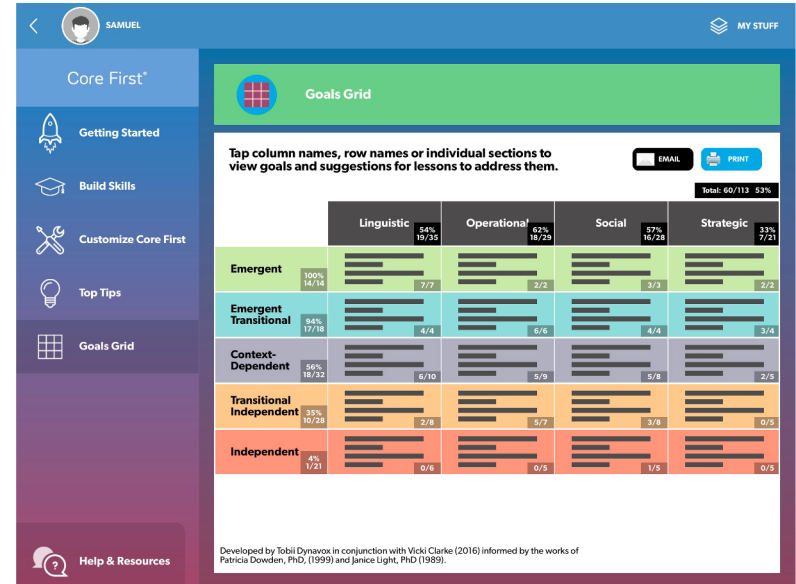 SAMUEL
MY STUFF
Core First®
Getting Started
Build Skills
Customize Core First
Top Tips
Goals Grid
Help & Resources
Goals Grid
Tap column names, row names or individual sections to
view goals and suggestions for lessons to address them.
EMAIL
PRINT
Total: 60/113 53%
Linguistic 54%
19/35
Operational 62%
18/29
Social 57%
16/28
Strategic 33%
7/21
Emergent 100%
14/14
7/7
2/2
3/3
2/2
Emergent
Transitional 94%
17/18
4/4
6/6
4/4
3/4
Context-
Dependent 56%
18/32
6/10
5/9
5/8
2/5
Transitional
Independent 35%
10/28
2/8
5/7
3/8
0/5
Independent 4%
1/21
0/6
0/5
1/5
0/5
Developed by Tobii Dynavox in conjunction with Vicki Clarke (2016) informed by the works of
Patricia Dowden, PhD, (1999) and Janice Light, PhD (1989).